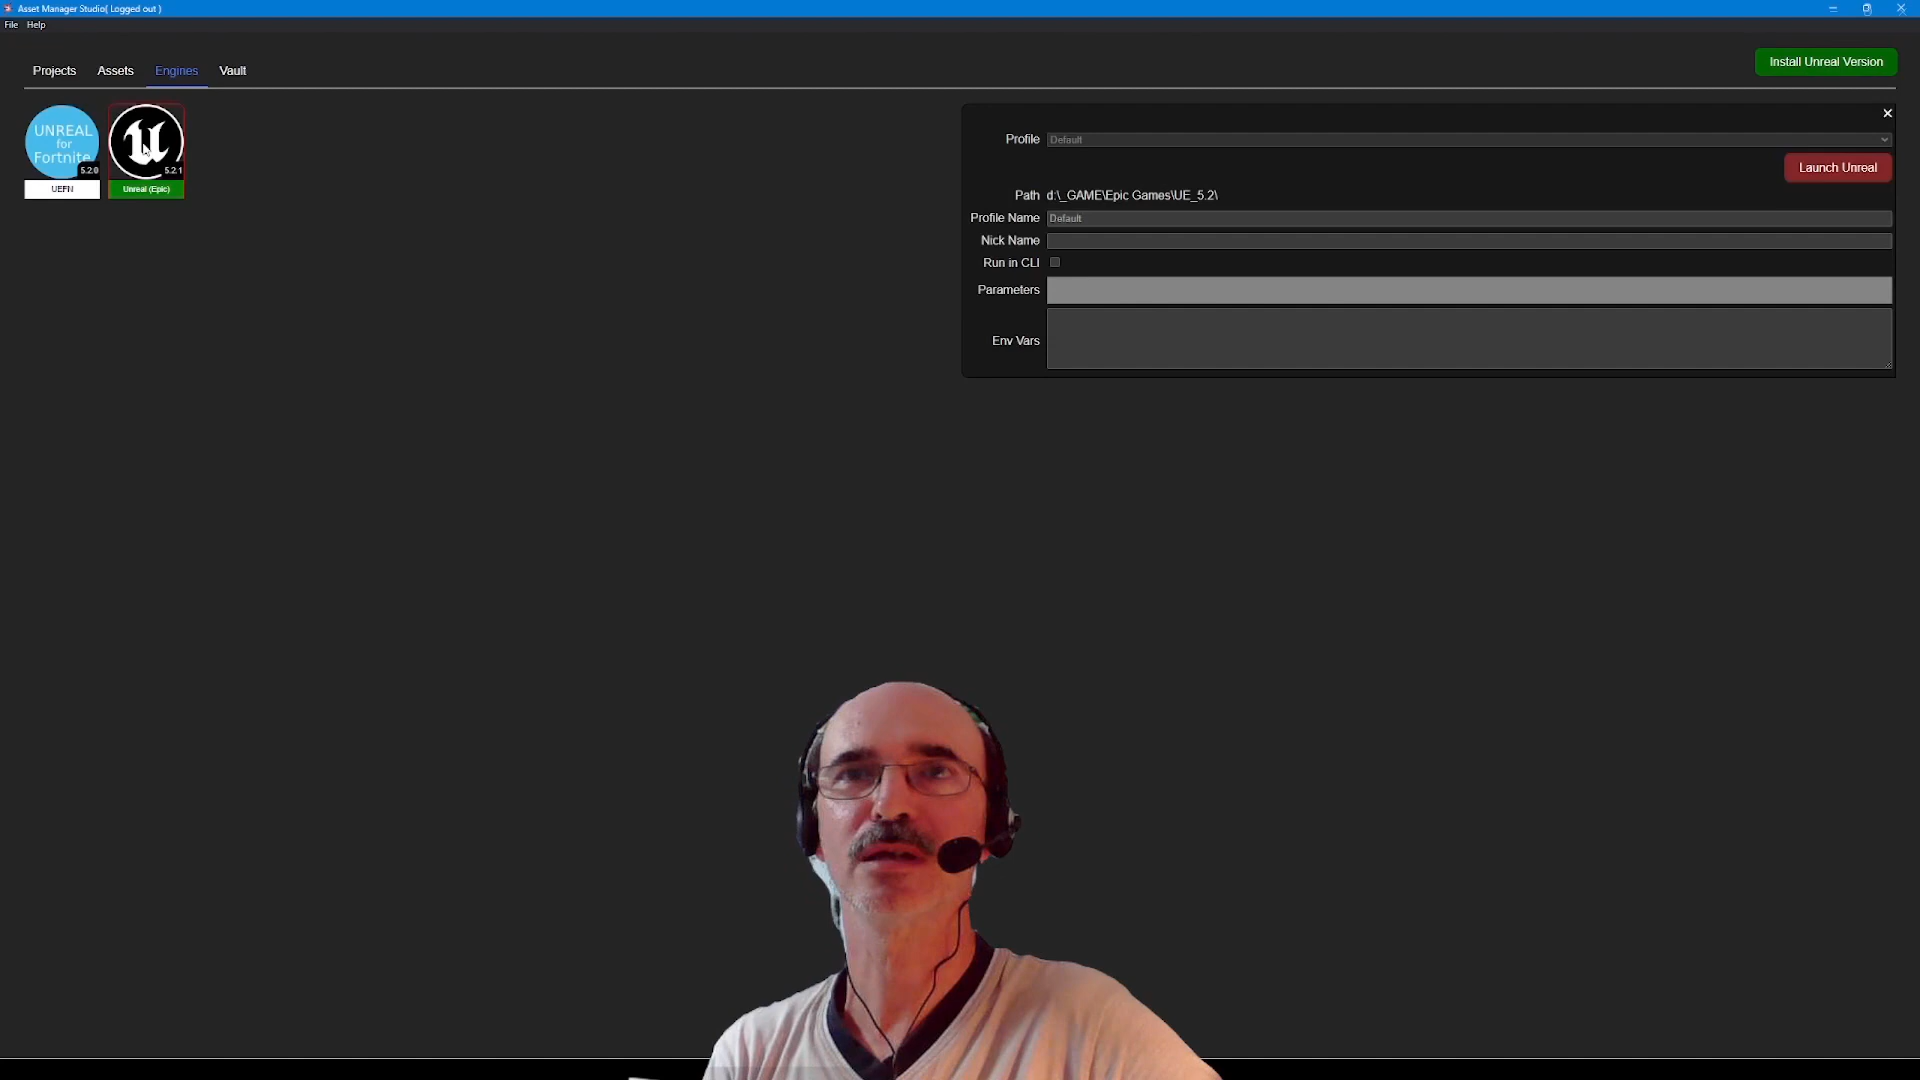 Asset Manager Studio( Logged out )
File Help
Projects Assets Engines Vault
Install Unreal Version
UNREAL
for
Fortnite
5.2.0
UEFN
5.2.1
Unreal (Epic)
Profile Default
Launch Unreal
Path d:\_GAME\Epic Games\UE_5.2\
Profile Name Default
Nick Name
Run in CLI
Parameters
Env Vars